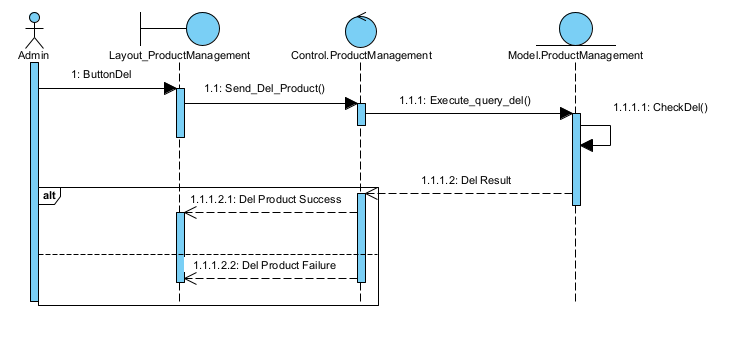 Admin
Layout_ProductManagement
Control.ProductManagement
Model.ProductManagement
1: ButtonDel
1.1: Send_Del_Product()
1.1.1: Execute_query_del()
1.1.1.1: CheckDel()
1.1.1.2: Del Result
alt
1.1.1.2.1: Del Product Success
1.1.1.2.2: Del Product Failure